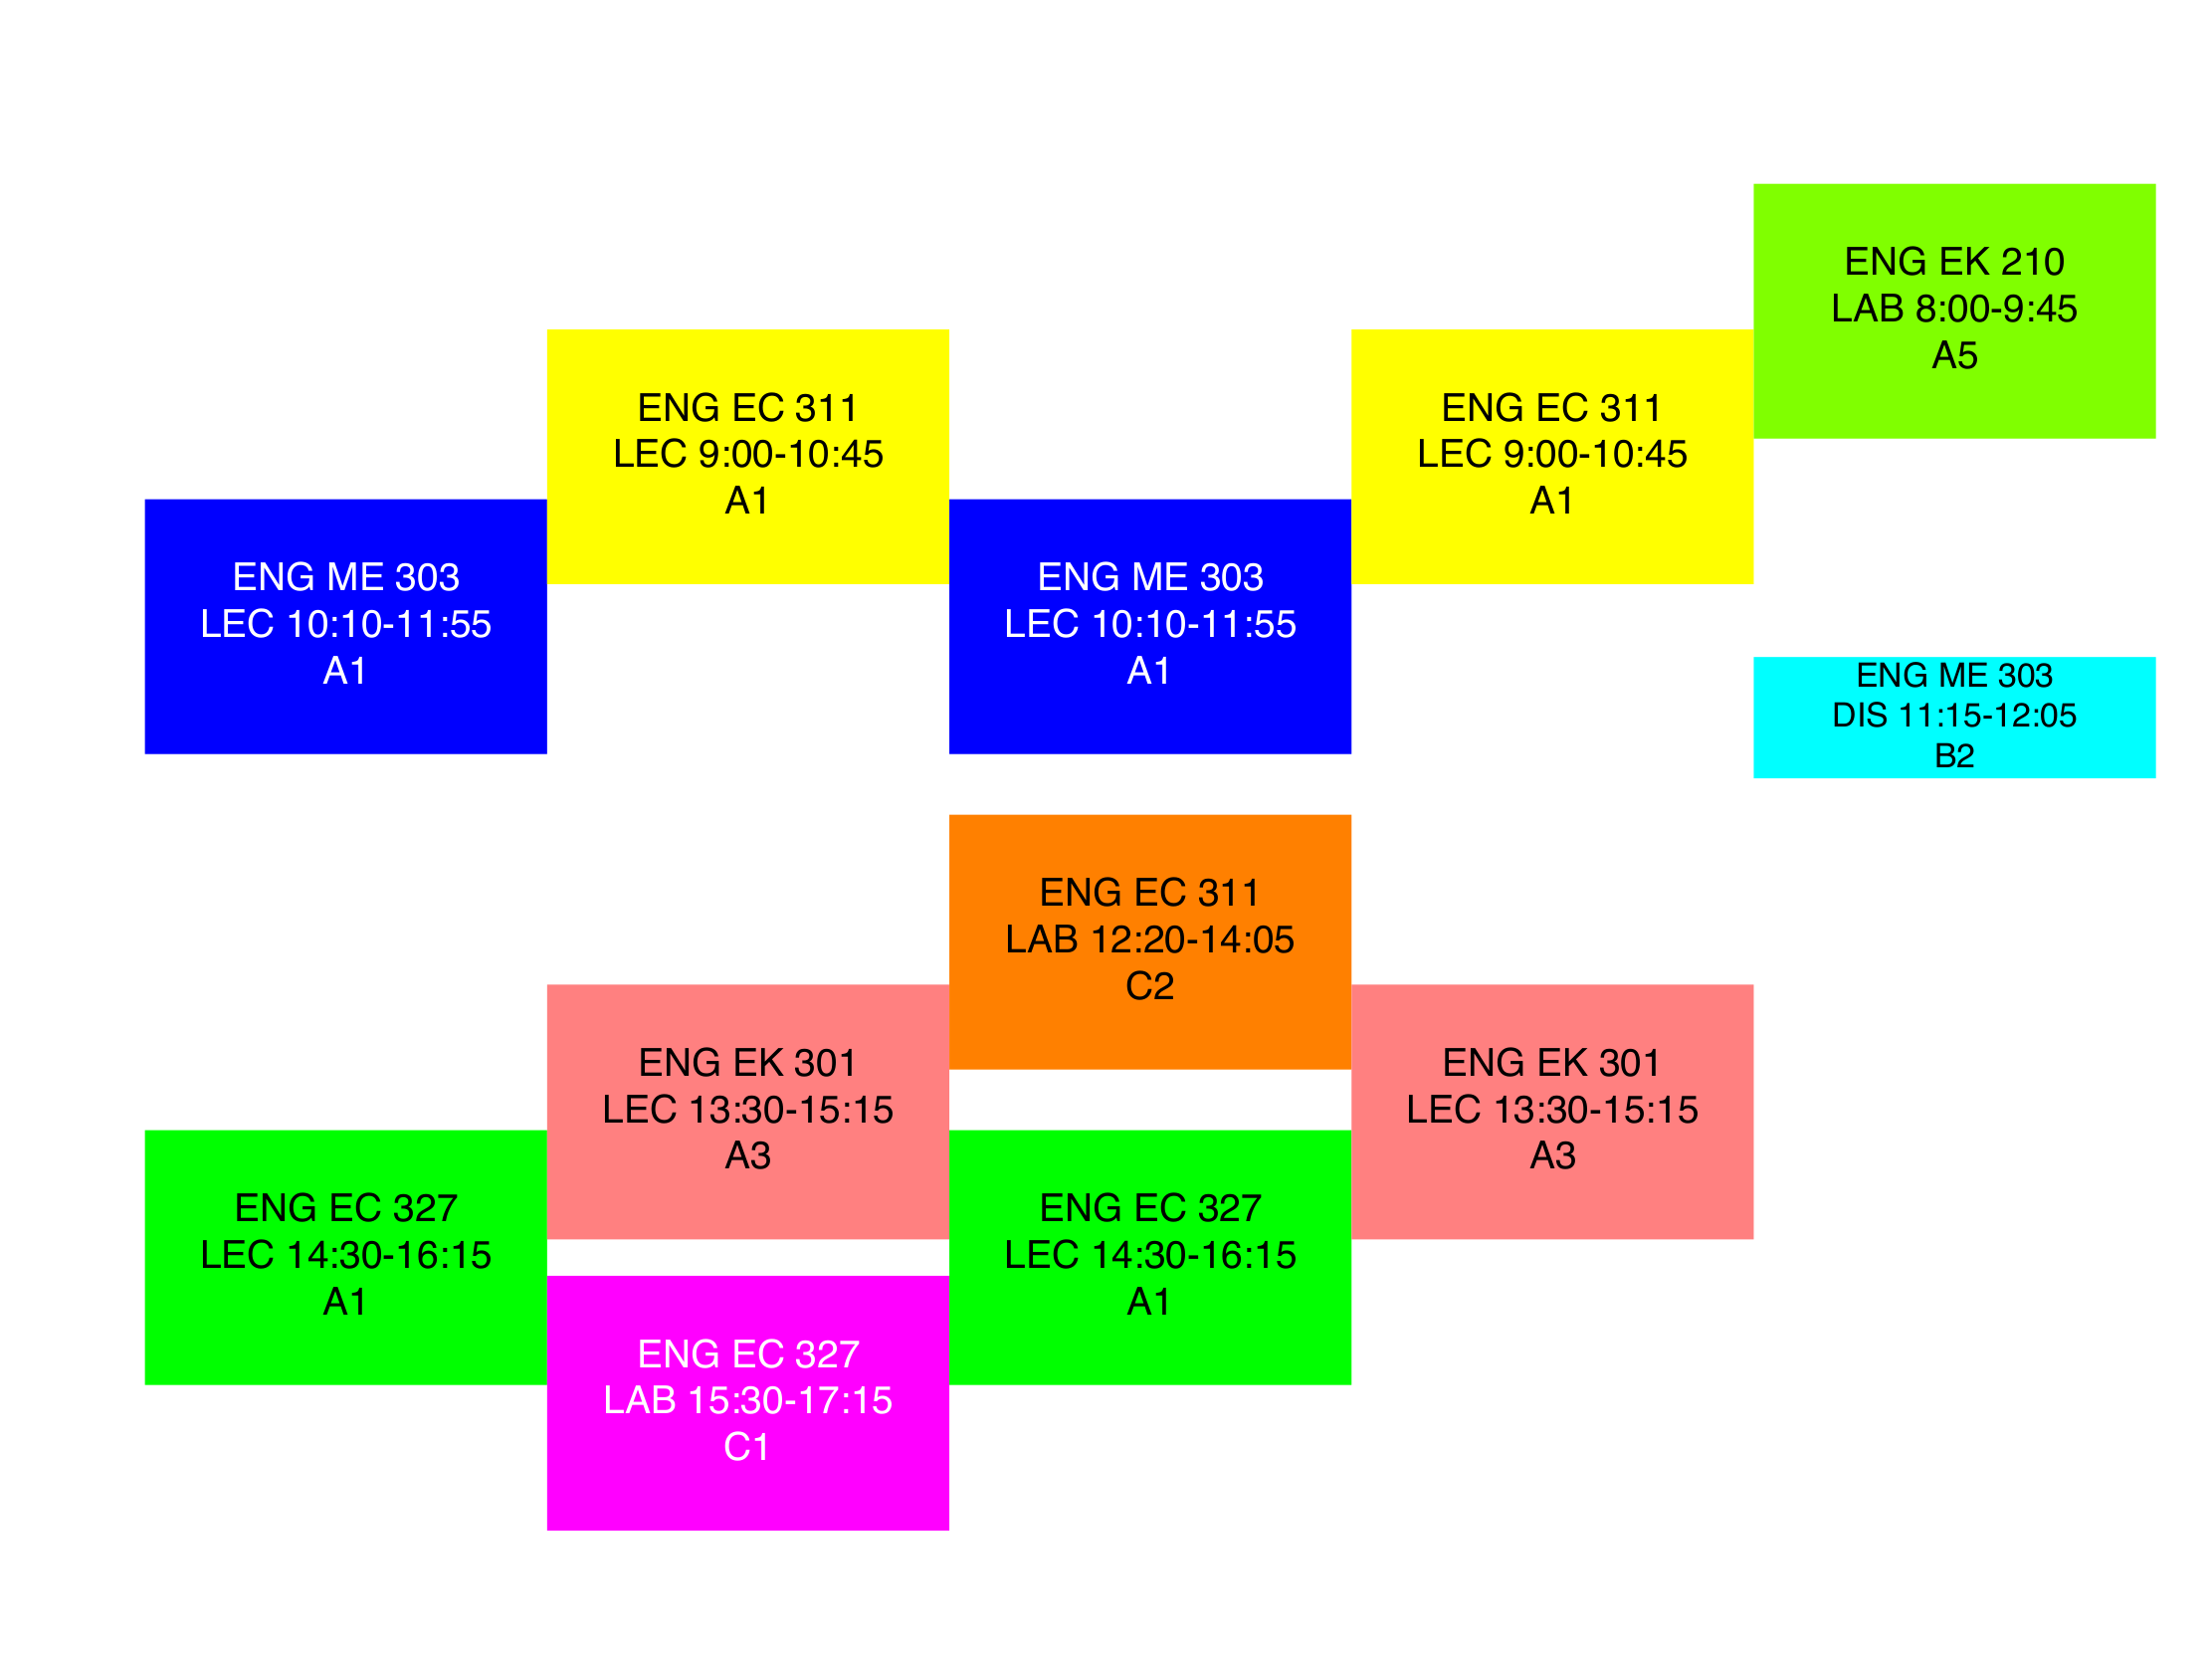 ENG ME 303
LEC 10:10-11:55
A1
ENG EC 327
LEC 14:30-16:15
A1
ENG EC 311
LEC 9:00-10:45
A1
ENG EK 301
LEC 13:30-15:15
A3
ENG EC 327
LAB 15:30-17:15
C1
ENG ME 303
LEC 10:10-11:55
A1
ENG EC 311
LAB 12:20-14:05
C2
ENG EC 327
LEC 14:30-16:15
A1
ENG EC 311
LEC 9:00-10:45
A1
ENG EK 301
LEC 13:30-15:15
A3
ENG EK 210
LAB 8:00-9:45
A5
ENG ME 303
DIS 11:15-12:05
B2